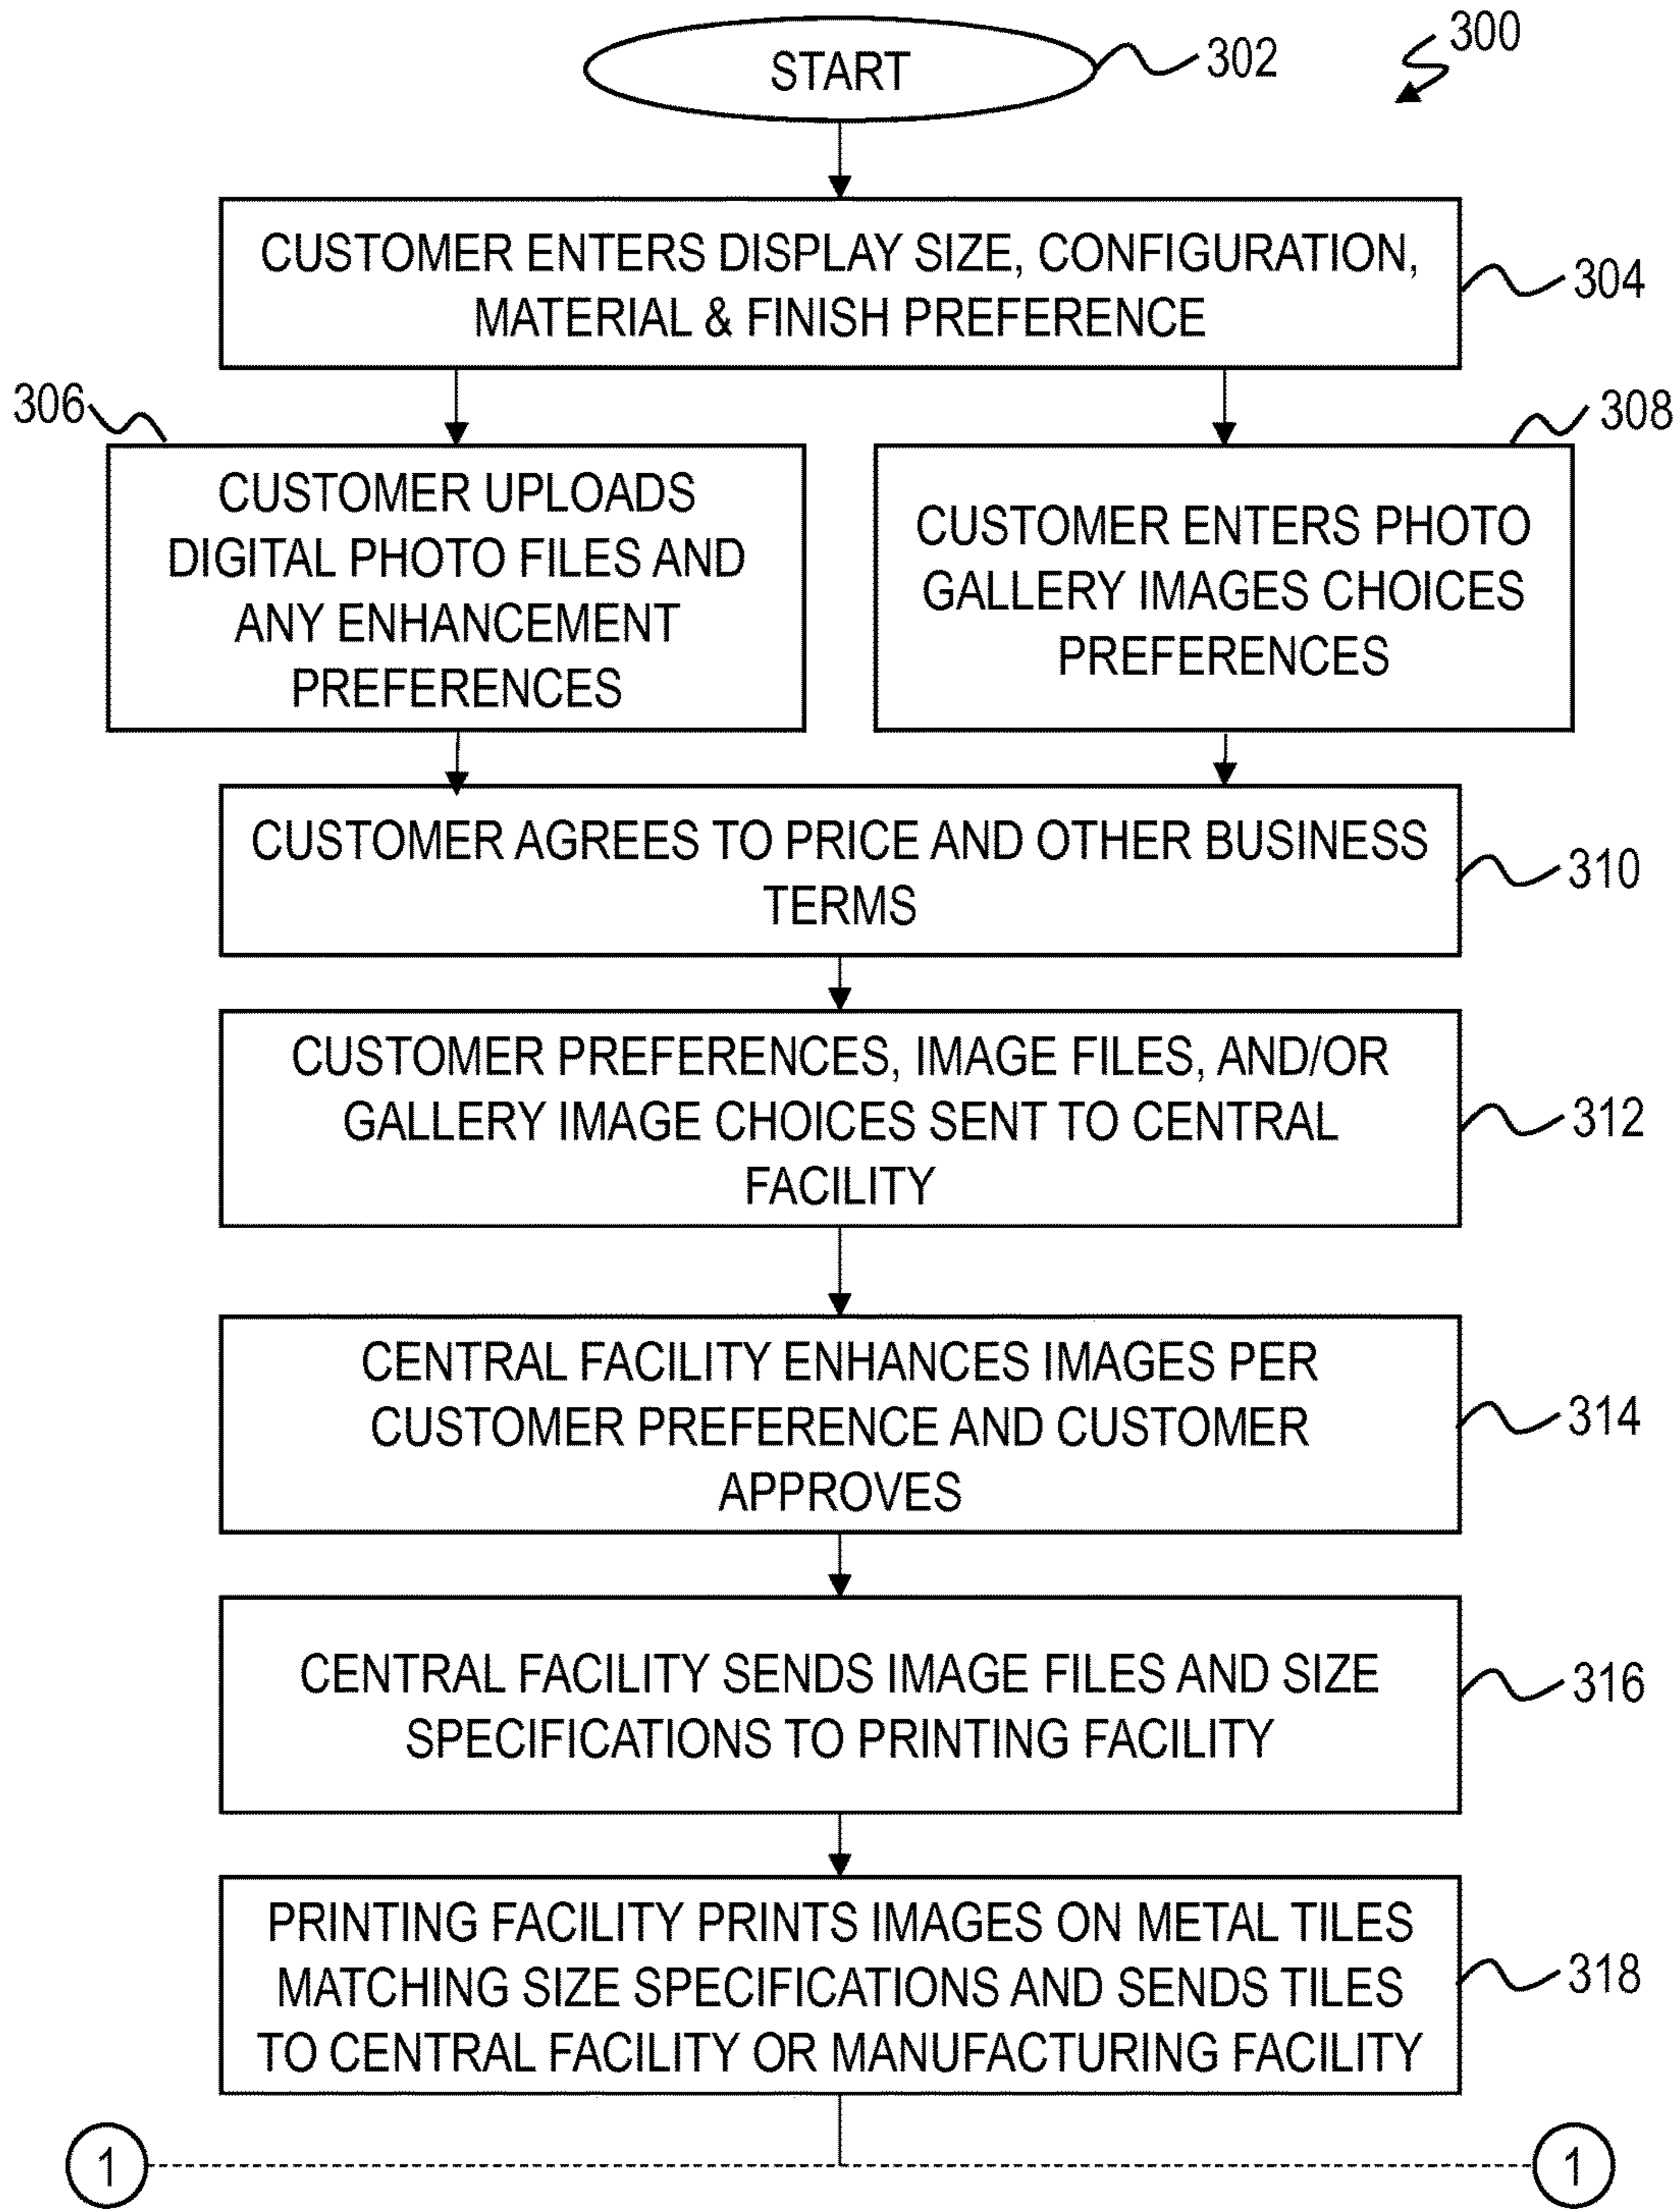 300
START
302
CUSTOMER ENTERS DISPLAY SIZE, CONFIGURATION,
MATERIAL & FINISH PREFERENCE
304
306
308
CUSTOMER UPLOADS
DIGITAL PHOTO FILES AND
ANY ENHANCEMENT
PREFERENCES
CUSTOMER ENTERS PHOTO
GALLERY IMAGES CHOICES
PREFERENCES
CUSTOMER AGREES TO PRICE AND OTHER BUSINESS
TERMS
310
CUSTOMER PREFERENCES, IMAGE FILES, AND/OR
GALLERY IMAGE CHOICES SENT TO CENTRAL
FACILITY
312
CENTRAL FACILITY ENHANCES IMAGES PER
CUSTOMER PREFERENCE AND CUSTOMER
APPROVES
314
CENTRAL FACILITY SENDS IMAGE FILES AND SIZE
SPECIFICATIONS TO PRINTING FACILITY
316
PRINTING FACILITY PRINTS IMAGES ON METAL TILES
MATCHING SIZE SPECIFICATIONS AND SENDS TILES
TO CENTRAL FACILITY OR MANUFACTURING FACILITY
318
1
1